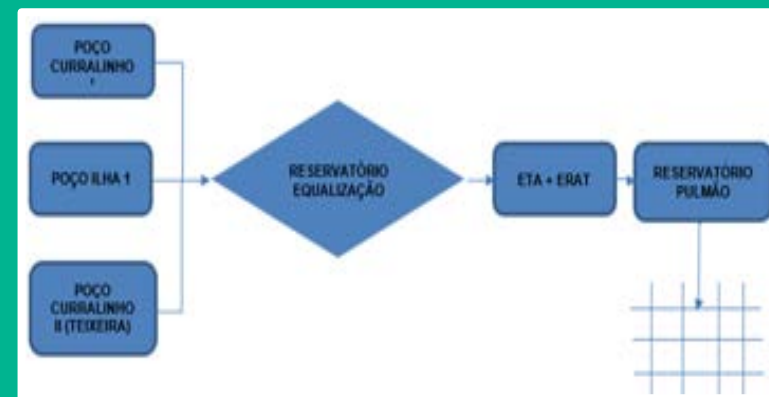 POÇO
CURRALINHO
I
POÇO ILHA 1
POÇO
CURRALINHO
II (TEIXEIRA)
RESERVATÓRIO
EQUALIZAÇÃO
ETA + ERAT
RESERVATÓRIO
PULMÃO